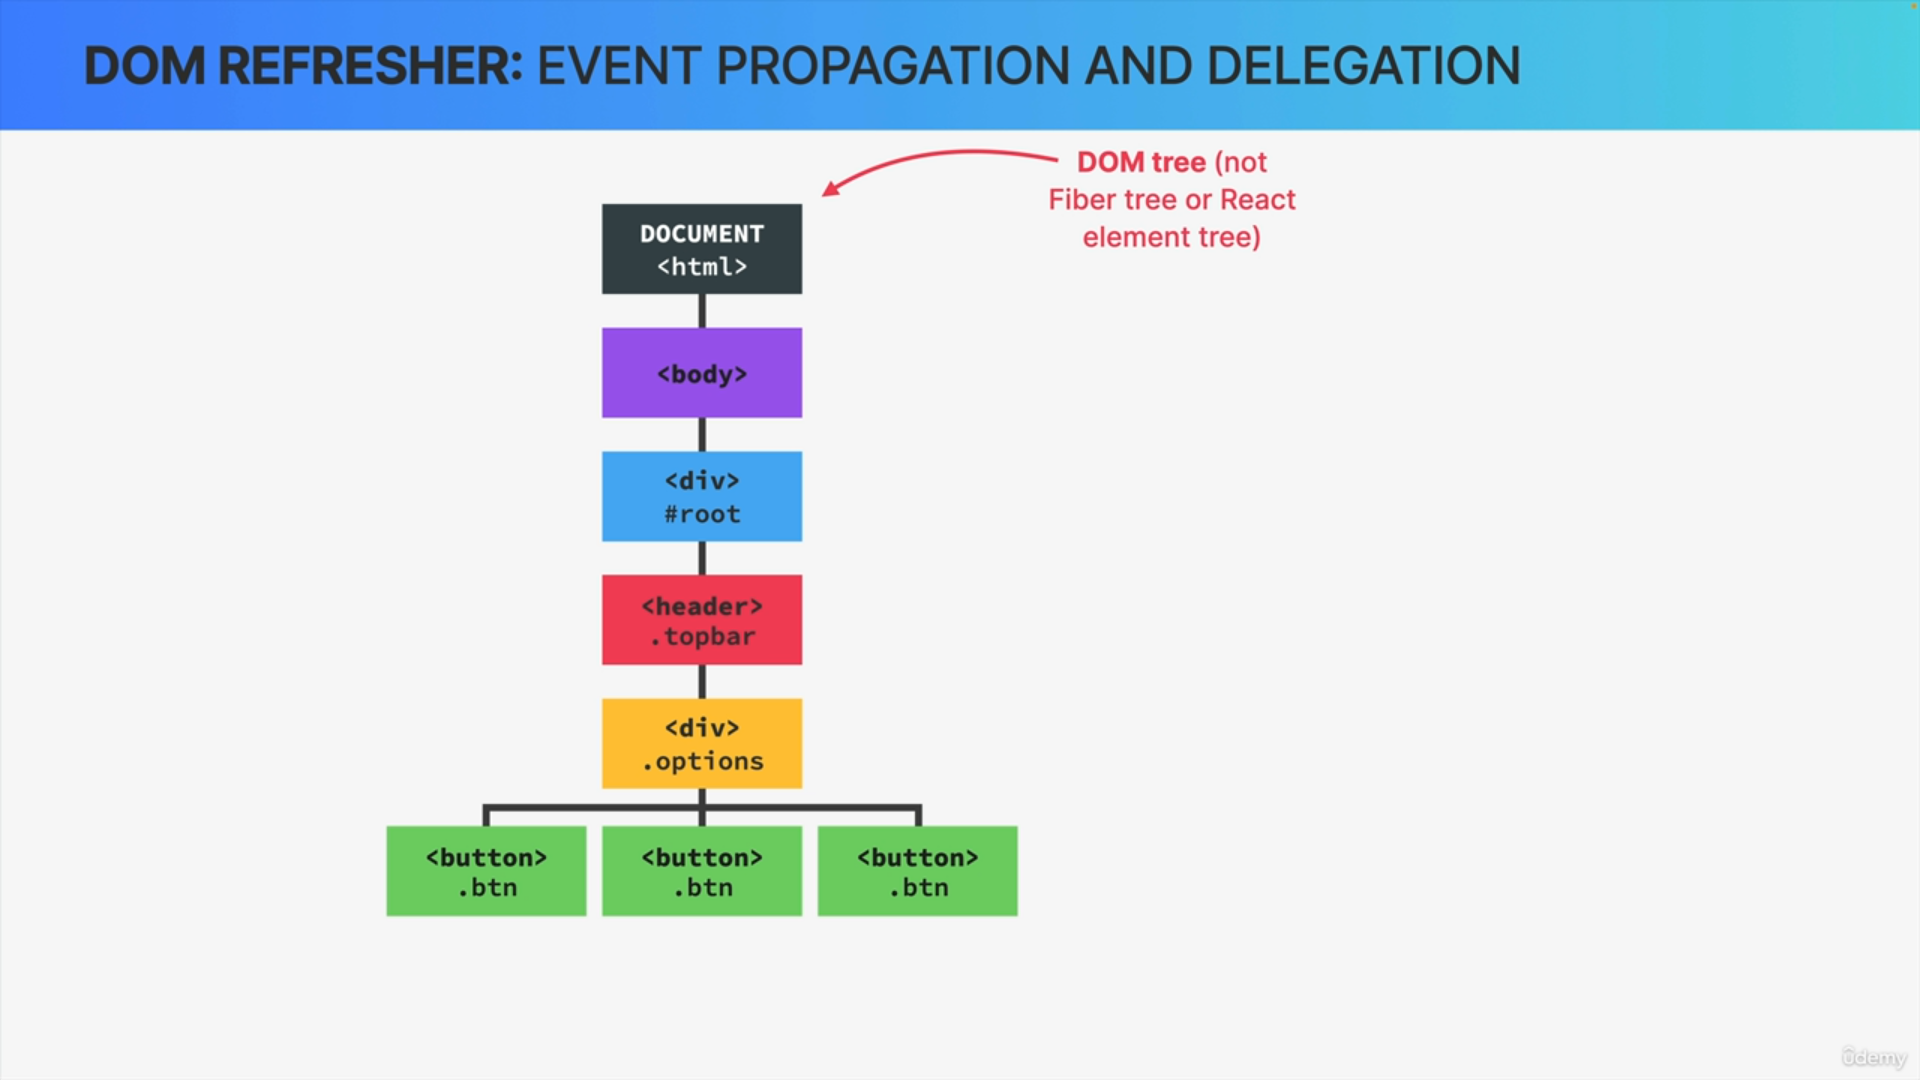 DOM REFRESHER: EVENT PROPAGATION AND DELEGATION
DOM tree (not
Fiber tree or React
element tree)
DOCUMENT
<html>
<body>
<div>
#root
<header>
.topbar
<div>
.options
<button>
.btn
<button>
.btn
<button>
.btn
ûdemy